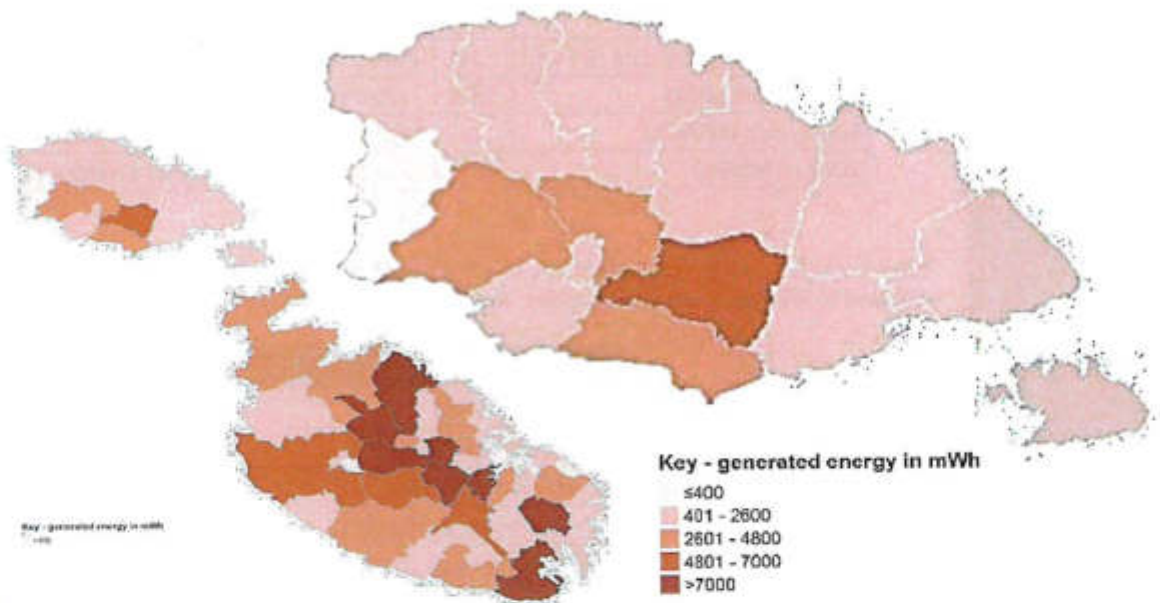 Key - generated energy in mWh
≤400
401 - 2600
2601 - 4800
4801 - 7000
>7000
Key - generated energy in mWh